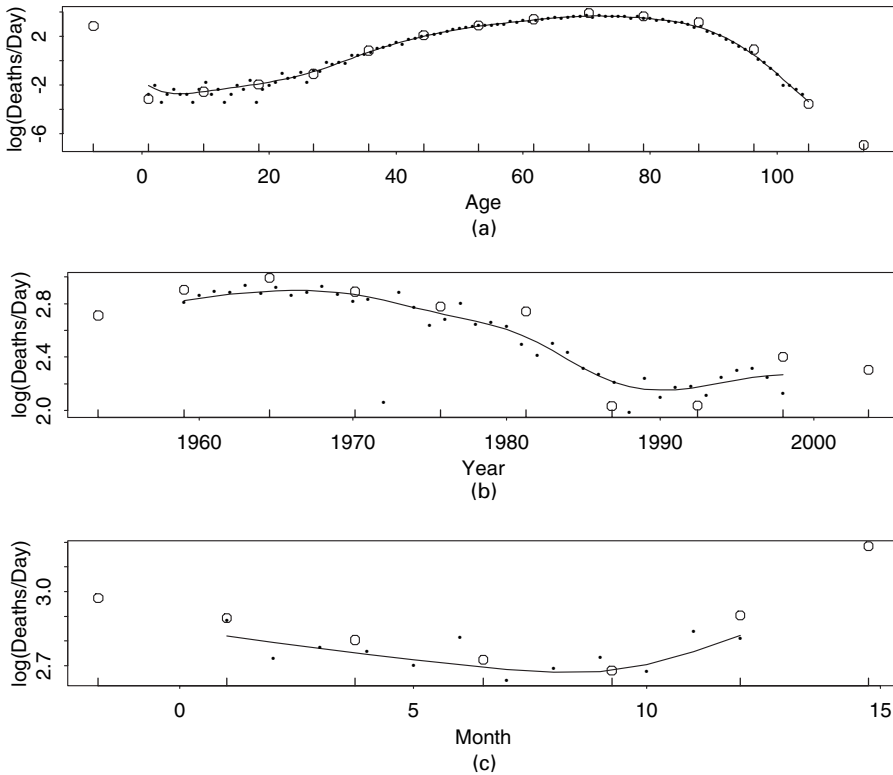 log(Deaths/Day)
2
-2
-6
0 20 40 60 80 100
Age
(a)
log(Deaths/Day)
2.8
2.4
2.0
1960 1970 1980 1990 2000
Year
(b)
log(Deaths/Day)
3.0
2.7
0 5 10 15
Month
(c)